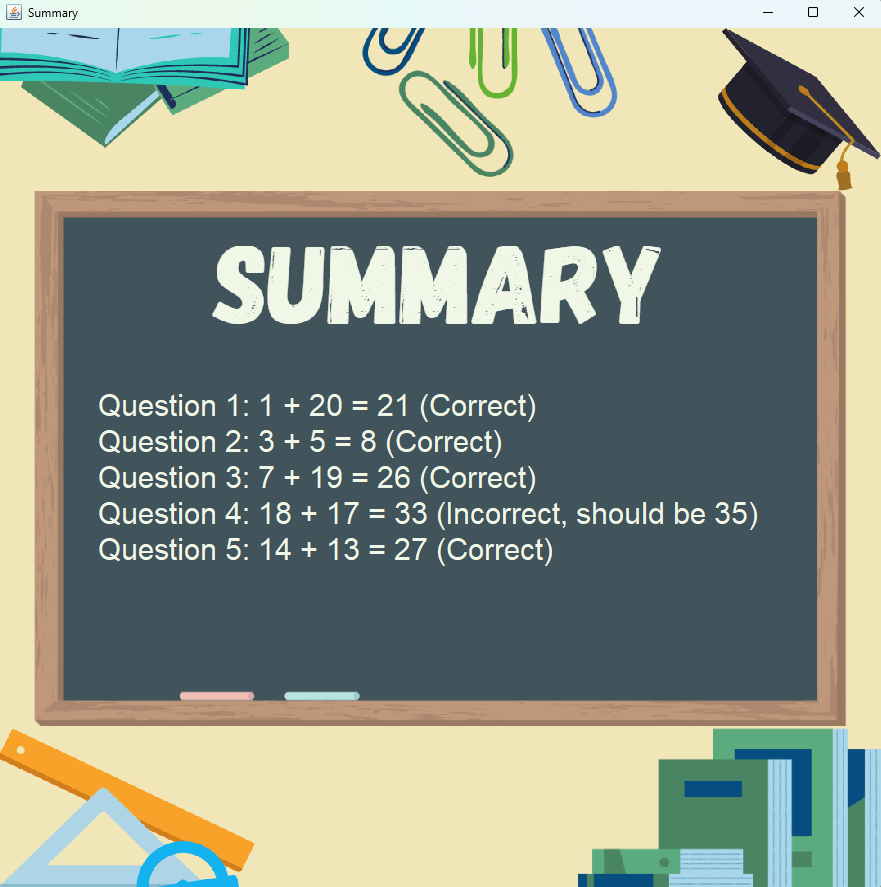 Summary
SUMMARY
Question 1: 1 + 20 = 21 (Correct)
Question 2: 3 + 5 = 8 (Correct)
Question 3: 7 + 19 = 26 (Correct)
Question 4: 18 + 17 = 33 (Incorrect, should be 35)
Question 5: 14 + 13 = 27 (Correct)